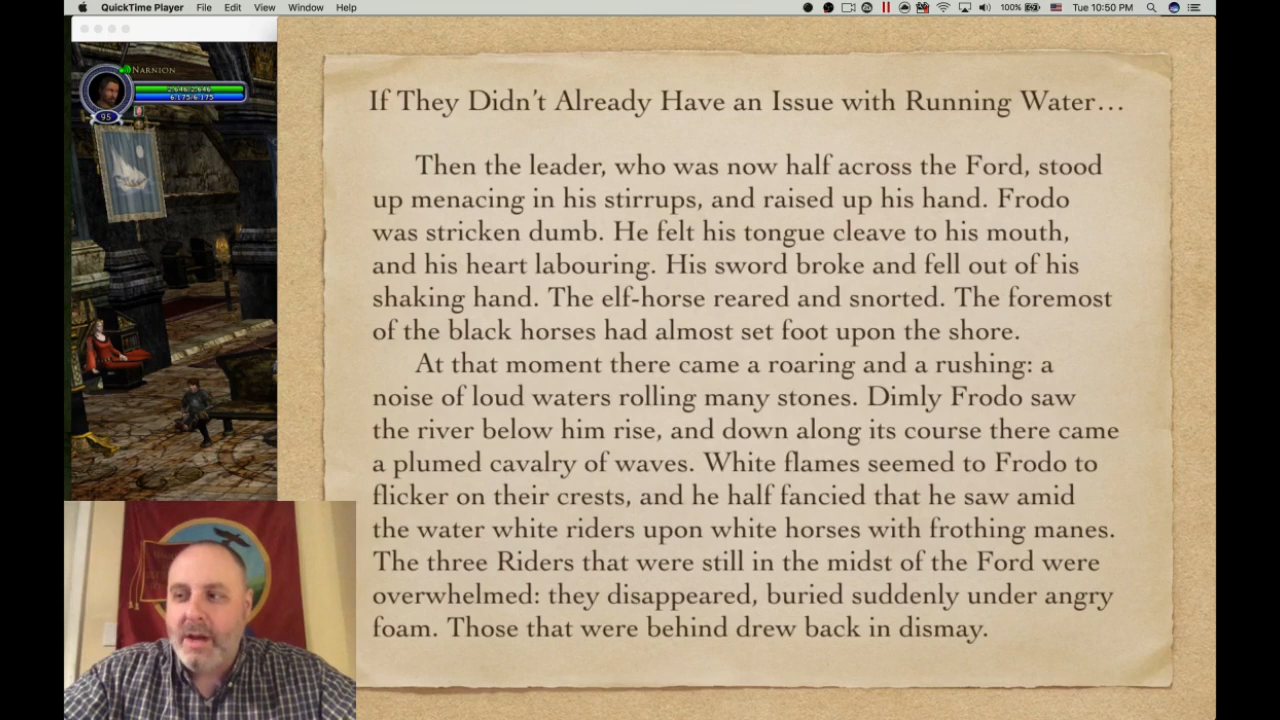 QuickTime Player File Edit View Window Help 100% Tue 10:50 PM
NARNION
2,646/2,646
6,175/6,175
95
If They Didn't Already Have an Issue with Running Water…
Then the leader, who was now half across the Ford, stood
up menacing in his stirrups, and raised up his hand. Frodo
was stricken dumb. He felt his tongue cleave to his mouth,
and his heart labouring. His sword broke and fell out of his
shaking hand. The elf-horse reared and snorted. The foremost
of the black horses had almost set foot upon the shore.
At that moment there came a roaring and a rushing: a
noise of loud waters rolling many stones. Dimly Frodo saw
the river below him rise, and down along its course there came
a plumed cavalry of waves. White flames seemed to Frodo to
flicker on their crests, and he half fancied that he saw amid
the water white riders upon white horses with frothing manes.
The three Riders that were still in the midst of the Ford were
overwhelmed: they disappeared, buried suddenly under angry
foam. Those that were behind drew back in dismay.